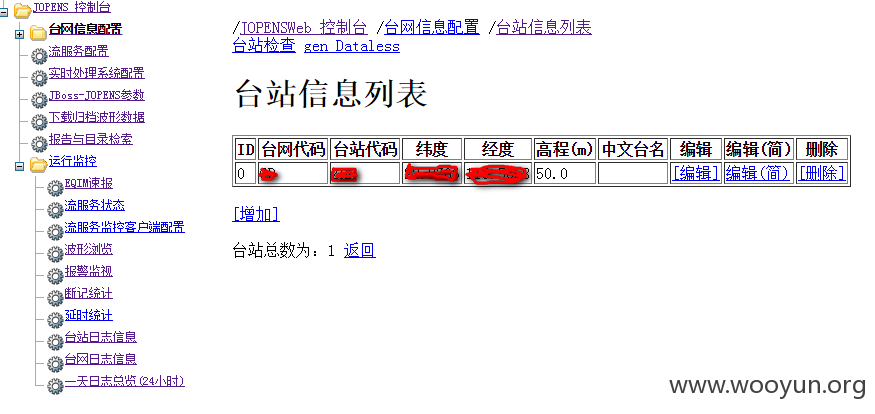 JOPENS 控制台
台网信息配置
流服务配置
实时处理系统配置
JBoss-JOPENS参数
下载归档波形数据
报告与目录检索
运行监控
EQIM速报
流服务状态
流服务监控客户端配置
波形浏览
报警监视
断记统计
延时统计
台站日志信息
台网日志信息
一天日志总览(24小时)
/JOPENSWeb 控制台 /台网信息配置 /台站信息列表
台站检查 gen Dataless
台站信息列表
ID 台网代码 台站代码 纬度 经度 高程(m) 中文台名 编辑 编辑(简) 删除
0 50.0 [编辑] 编辑(简) [删除]
[增加]
台站总数为: 1 返回
www.wooyun.org